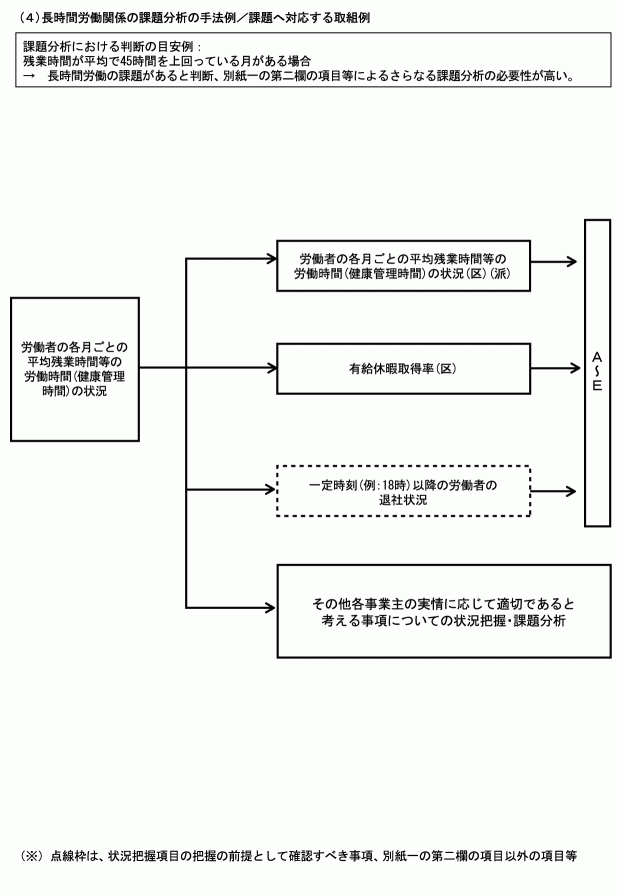 （４）長時間労働関係の課題分析の手法例／課題へ対応する取組例
課題分析における判断の目安例：
残業時間が平均で45時間を上回っている月がある場合
→　長時間労働の課題があると判断、別紙一の第二欄の項目等によるさらなる課題分析の必要性が高い。
労働者の各月ごとの
平均残業時間等の
労働時間（健康管理
時間）の状況
労働者の各月ごとの平均残業時間等の
労働時間（健康管理時間）の状況（区）（派）
有給休暇取得率（区）
一定時刻（例：18時）以降の労働者の
退社状況
その他各事業主の実情に応じて適切であると
考える事項についての状況把握・課題分析
Ａ～Ｅ
（※）点線枠は、状況把握項目の把握の前提として確認すべき事項、別紙一の第二欄の項目以外の項目等